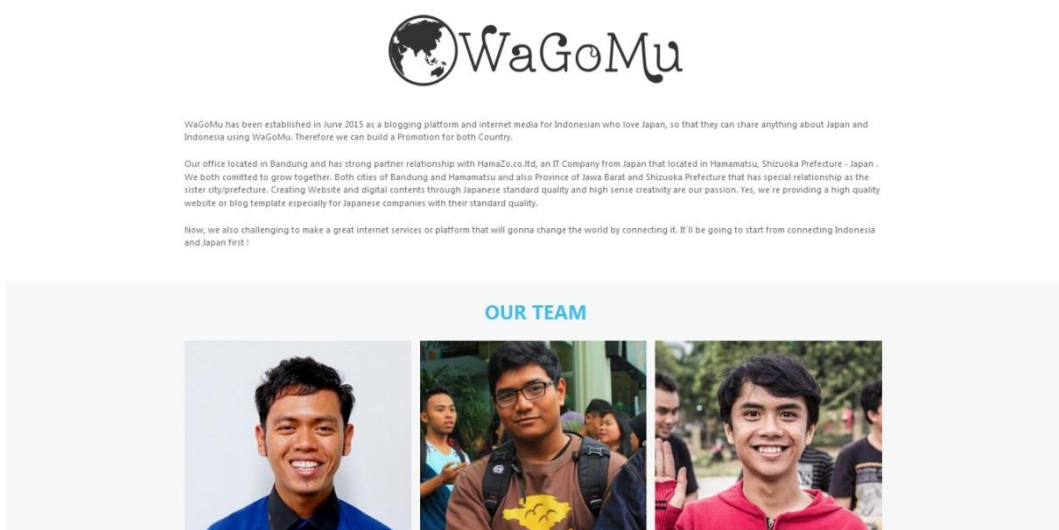 WaGoMu
WaGoMu has been established in June 2015 as a blogging platform and internet media for Indonesian who love Japan, so that they can share anything about Japan and
Indonesia using WaGoMu. Therefore we can build a Promotion for both Country.
Our office located in Bandung and has strong partner relationship with HamaZo.co.ltd, an IT Company from Japan that located in Hamamatsu, Shizuoka Prefecture - Japan .
We both comitted to grow together. Both cities of Bandung and Hamamatsu and also Province of Jawa Barat and Shizuoka Prefecture that has special relationship as the
sister city/prefecture. Creating Website and digital contents through Japanese standard quality and high sense creativity are our passion. Yes, we`re providing a high quality
website or blog template especially for Japanese companies with their standard quality.
Now, we also challenging to make a great internet services or platform that will gonna change the world by connecting it. It`ll be going to start from connecting Indonesia
and Japan first !
OUR TEAM